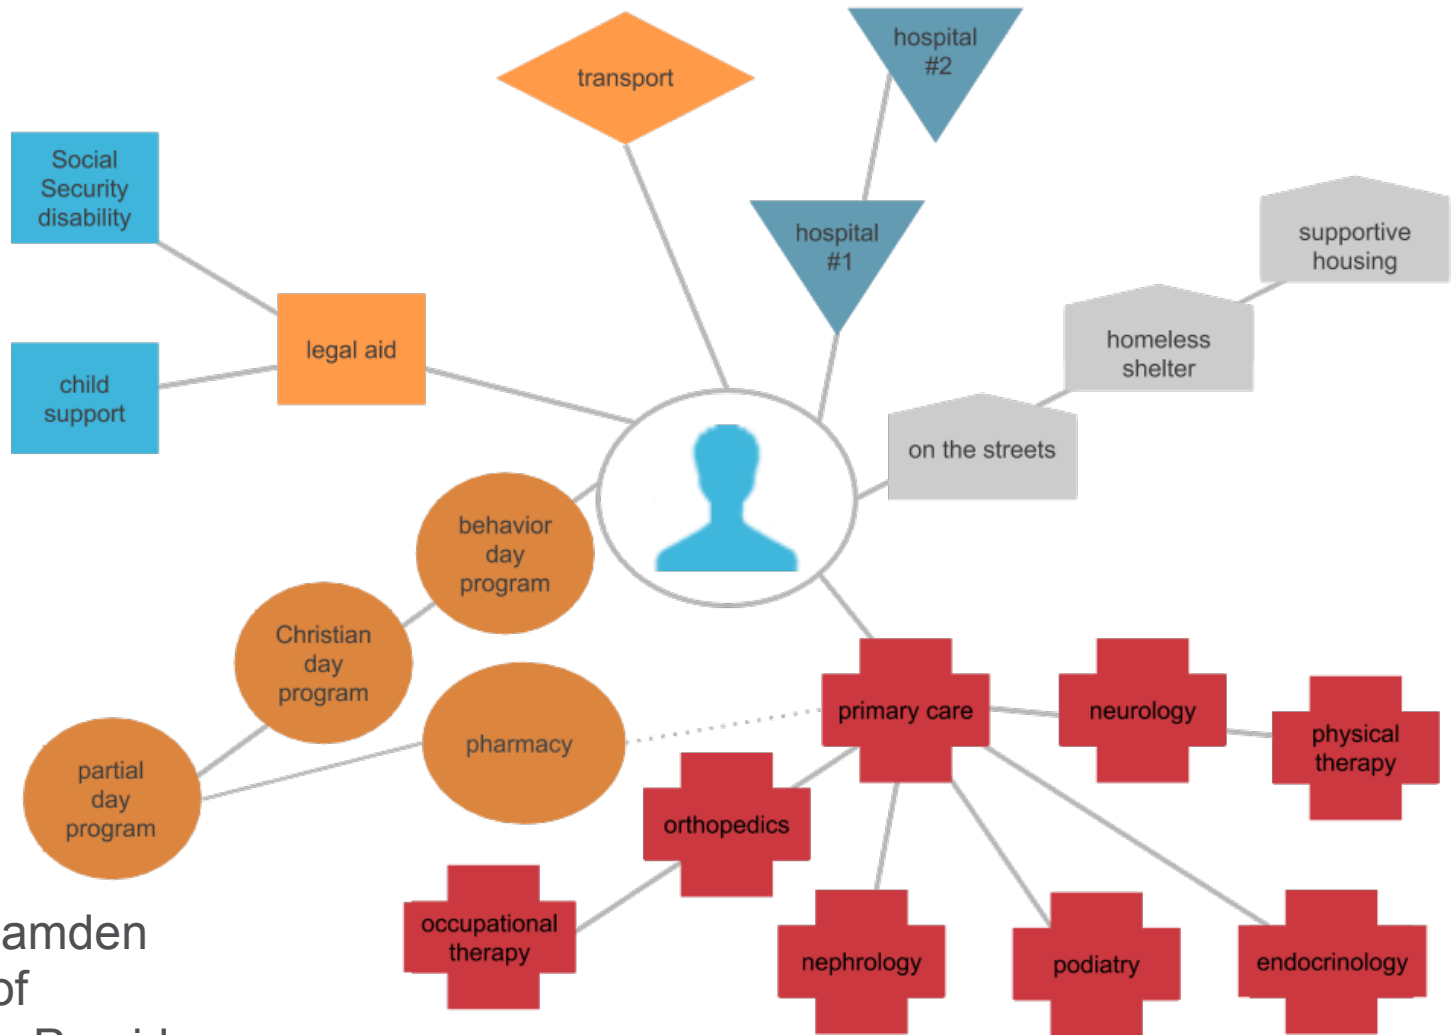 hospital
#2
transport
Social
Security
disability
hospital
#1
supportive
housing
legal aid
homeless
shelter
child
support
on the streets
behavior
day
program
Christian
day
program
primary care
neurology
physical
therapy
pharmacy
partial
day
program
orthopedics
occupational
therapy
nephrology
podiatry
endocrinology
amden
of